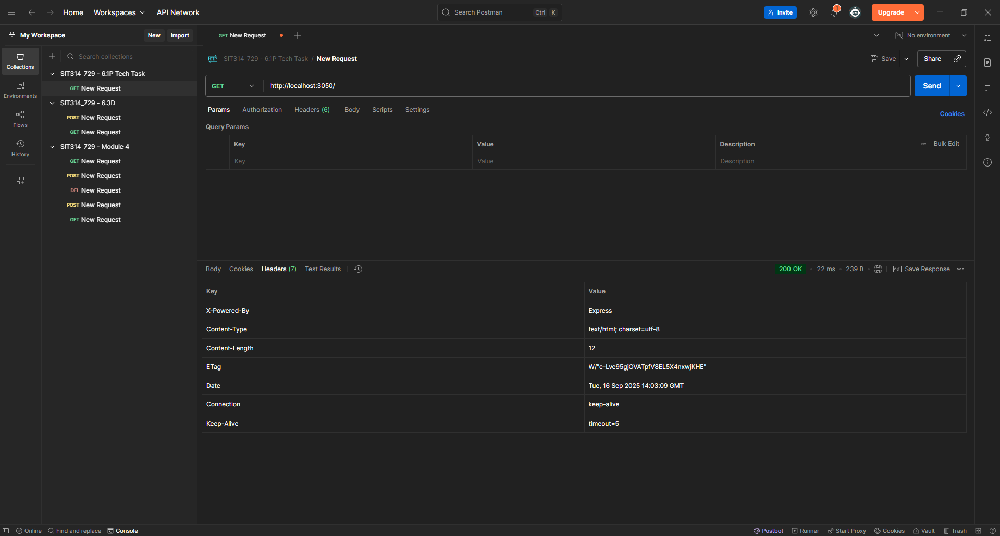 Home Workspaces API Network Search Postman Ctrl K Invite 1 Upgrade
My Workspace New Import
GET New Request No environment
Collections
Environments
Flows
History
Search collections
SIT314_729 - 6.1P Tech Task
GET New Request
SIT314_729 - 6.3D
POST New Request
GET New Request
SIT314_729 - Module 4
GET New Request
POST New Request
DEL New Request
POST New Request
GET New Request
HTTP SIT314_729 - 6.1P Tech Task / New Request Save Share
GET http://localhost:3050/ Send
Params Authorization Headers (6) Body Scripts Settings Cookies
Query Params
Key Value Description Bulk Edit
Key Value Description
Body Cookies Headers (7) Test Results 200 OK 22 ms 239 B e.g. Save Response
Key Value
X-Powered-By Express
Content-Type text/html; charset=utf-8
Content-Length 12
ETag W/"c-Lve95gjOVATpfV8EL5X4nxwjKHE"
Date Tue, 16 Sep 2025 14:03:09 GMT
Connection keep-alive
Keep-Alive timeout=5
Online Find and replace Console Postbot Runner Start Proxy Cookies Vault Trash